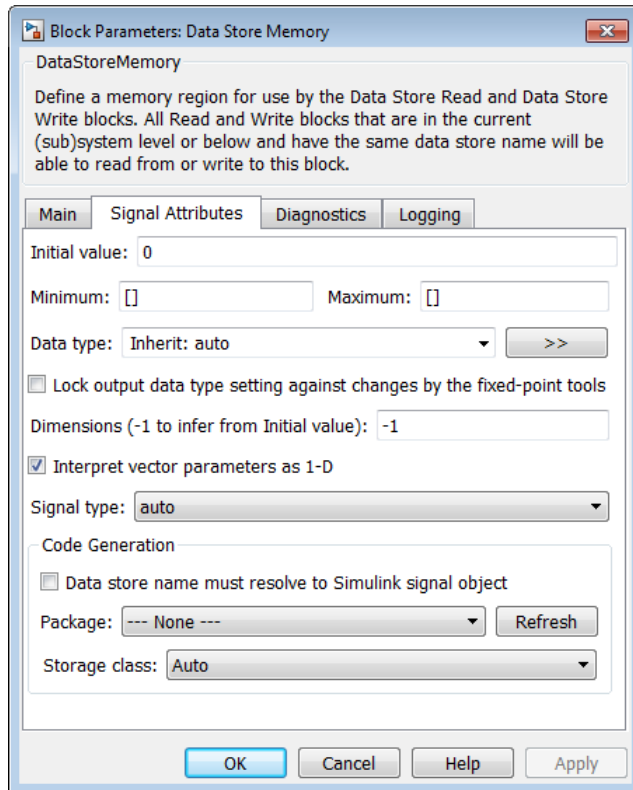 Block Parameters: Data Store Memory
DataStoreMemory
Define a memory region for use by the Data Store Read and Data Store
Write blocks. All Read and Write blocks that are in the current
(sub)system level or below and have the same data store name will be
able to read from or write to this block.
Main Signal Attributes Diagnostics Logging
Initial value: 0
Minimum: [] Maximum: []
Data type: Inherit: auto >>
Lock output data type setting against changes by the fixed-point tools
Dimensions (-1 to infer from Initial value): -1
Interpret vector parameters as 1-D
Signal type: auto
Code Generation
Data store name must resolve to Simulink signal object
Package: --- None --- Refresh
Storage class: Auto
OK Cancel Help Apply